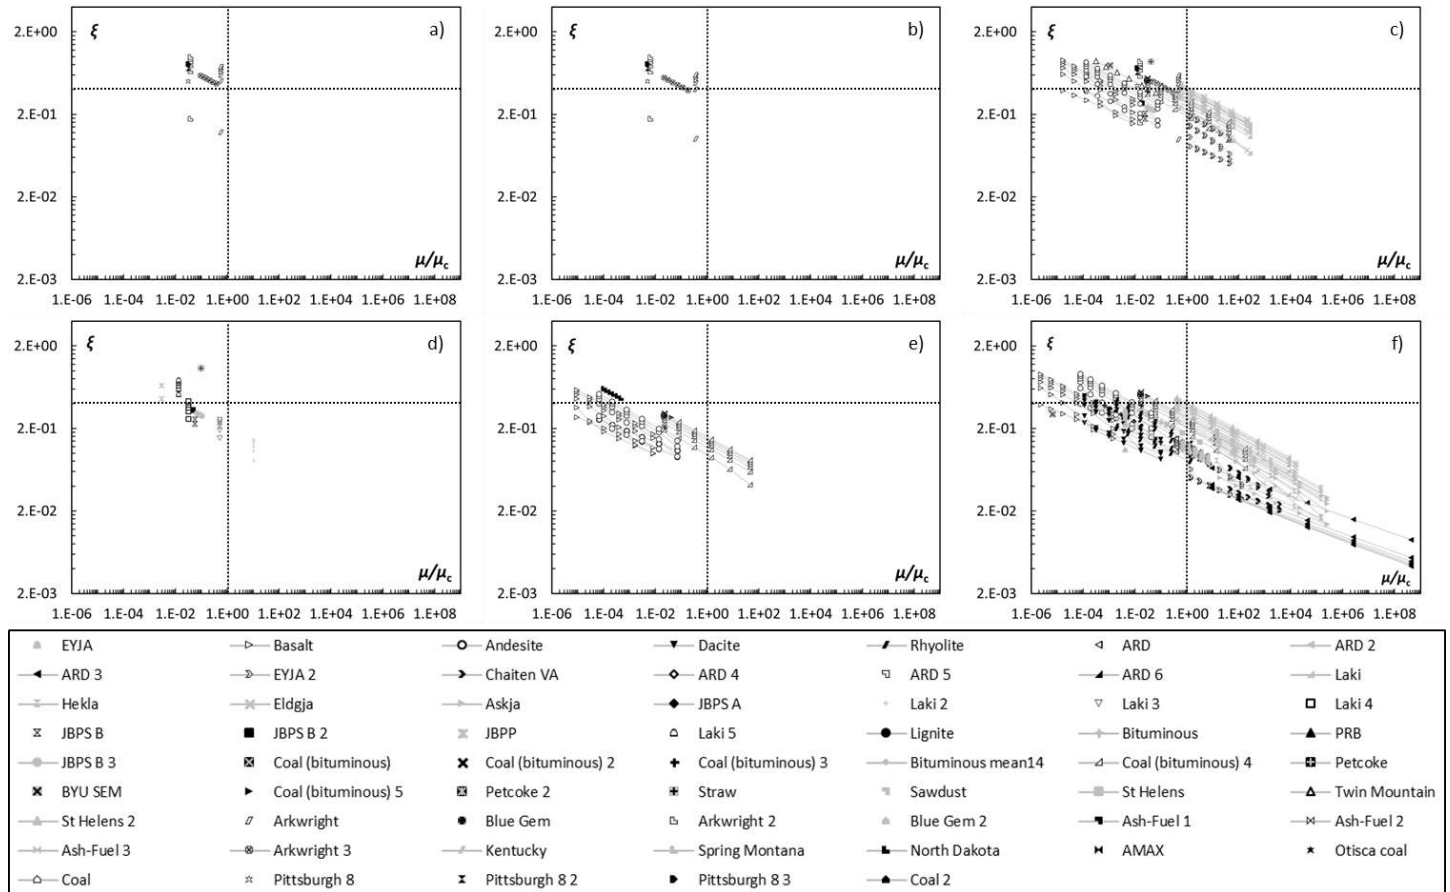 2.E+00 ξ a) 2.E+00 ξ b) 2.E+00 ξ c)
2.E-01 2.E-01 2.E-01
2.E-02 2.E-02 2.E-02
μ/μc μ/μc μ/μc
2.E-03 2.E-03 2.E-03
1.E-06 1.E-04 1.E-02 1.E+00 1.E+02 1.E+04 1.E+06 1.E+08 1.E-06 1.E-04 1.E-02 1.E+00 1.E+02 1.E+04 1.E+06 1.E+08 1.E-06 1.E-04 1.E-02 1.E+00 1.E+02 1.E+04 1.E+06 1.E+08
2.E+00 ξ d) 2.E+00 ξ e) 2.E+00 ξ f)
2.E-01 2.E-01 2.E-01
2.E-02 2.E-02 2.E-02
μ/μc μ/μc μ/μc
2.E-03 2.E-03 2.E-03
1.E-06 1.E-04 1.E-02 1.E+00 1.E+02 1.E+04 1.E+06 1.E+08 1.E-06 1.E-04 1.E-02 1.E+00 1.E+02 1.E+04 1.E+06 1.E+08 1.E-06 1.E-04 1.E-02 1.E+00 1.E+02 1.E+04 1.E+06 1.E+08
EYJA Basalt Andesite Dacite Rhyolite ARD ARD 2
ARD 3 EYJA 2 Chaiten VA ARD 4 ARD 5 ARD 6 Laki
Hekla Eldgja Askja JBPS A Laki 2 Laki 3 Laki 4
JBPS B JBPS B 2 JBPP Laki 5 Lignite Bituminous PRB
JBPS B 3 Coal (bituminous) Coal (bituminous) 2 Coal (bituminous) 3 Bituminous mean14 Coal (bituminous) 4 Petcoke
BYU SEM Coal (bituminous) 5 Petcoke 2 Straw Sawdust St Helens Twin Mountain
St Helens 2 Arkwright Blue Gem Arkwright 2 Blue Gem 2 Ash-Fuel 1 Ash-Fuel 2
Ash-Fuel 3 Arkwright 3 Kentucky Spring Montana North Dakota AMAX Otisca coal
Coal Pittsburgh 8 Pittsburgh 8 2 Pittsburgh 8 3 Coal 2